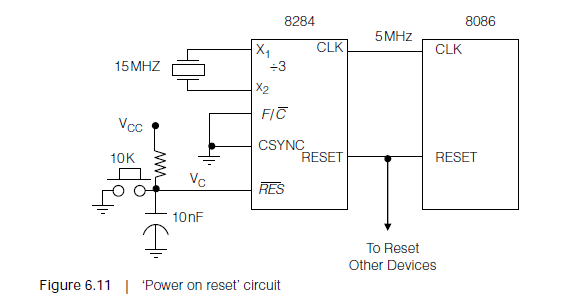 8284
8086
X₁
CLK
5MHz
CLK
÷3
15MHZ
X₂
F/C̅
VCC
CSYNC
10K
RESET
RESET
VC
R̅E̅S̅
10nF
To Reset
Other Devices
Figure 6.11 | ‘Power on reset’ circuit